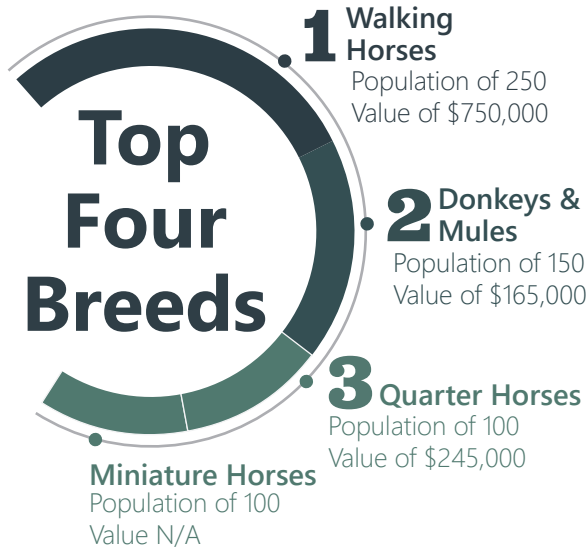 Top
Four
Breeds
1 Walking
Horses
Population of 250
Value of $750,000
2 Donkeys &
Mules
Population of 150
Value of $165,000
3 Quarter Horses
Population of 100
Value of $245,000
Miniature Horses
Population of 100
Value N/A